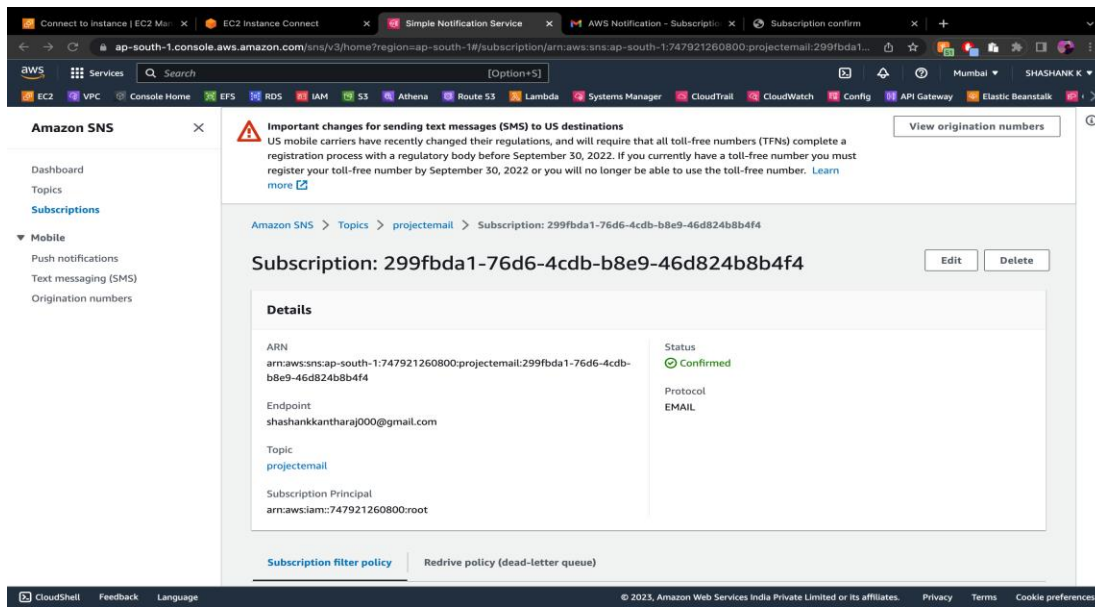 Connect to instance | EC2 Man
EC2 Instance Connect
Simple Notification Service
AWS Notification - Subscriptio
Subscription confirm
ap-south-1.console.aws.amazon.com/sns/v3/home?region=ap-south-1#/subscription/arn:aws:sns:ap-south-1:747921260800:projectemail:299fbda1...
aws
Services
Search
[Option+S]
Mumbai
SHASHANK K
EC2
VPC
Console Home
EFS
RDS
IAM
S3
Athena
Route 53
Lambda
Systems Manager
CloudTrail
CloudWatch
Config
API Gateway
Elastic Beanstalk
Amazon SNS
Dashboard
Topics
Subscriptions
Mobile
Push notifications
Text messaging (SMS)
Origination numbers
Important changes for sending text messages (SMS) to US destinations
US mobile carriers have recently changed their regulations, and will require that all toll-free numbers (TFNs) complete a
registration process with a regulatory body before September 30, 2022. If you currently have a toll-free number you must
register your toll-free number by September 30, 2022 or you will no longer be able to use the toll-free number. Learn
more
View origination numbers
Amazon SNS > Topics > projectemail > Subscription: 299fbda1-76d6-4cdb-b8e9-46d824b8b4f4
Subscription: 299fbda1-76d6-4cdb-b8e9-46d824b8b4f4
Edit
Delete
Details
ARN
arn:aws:sns:ap-south-1:747921260800:projectemail:299fbda1-76d6-4cdb-
b8e9-46d824b8b4f4
Endpoint
shashankkantharaj000@gmail.com
Topic
projectemail
Subscription Principal
arn:aws:iam::747921260800:root
Status
Confirmed
Protocol
EMAIL
Subscription filter policy
Redrive policy (dead-letter queue)
CloudShell
Feedback
Language
© 2023, Amazon Web Services India Private Limited or its affiliates.
Privacy
Terms
Cookie preferences